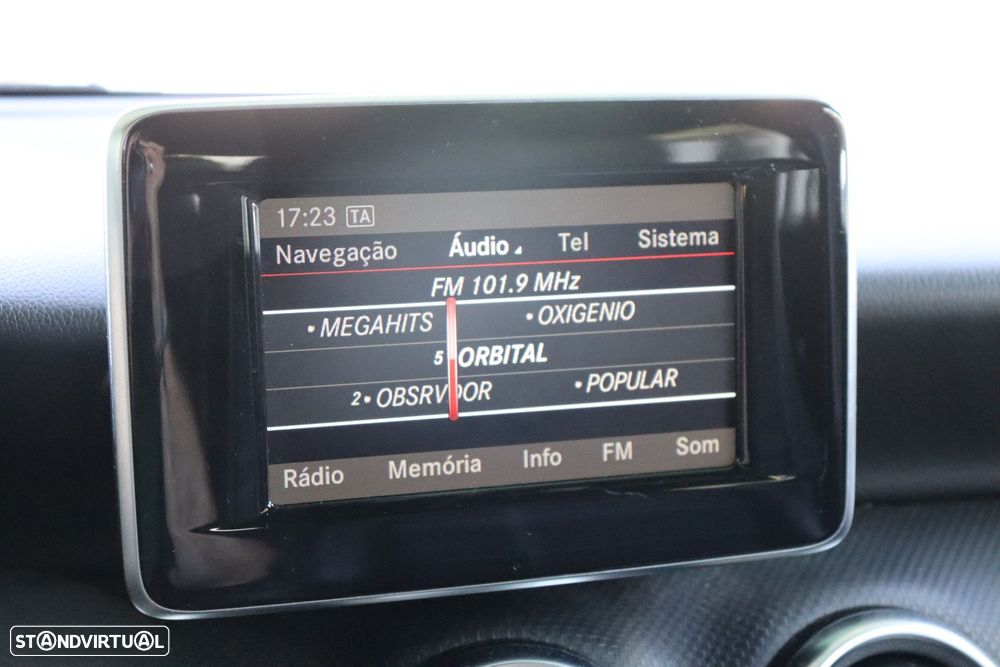 17:23 TA
Navegação Áudio Tel Sistema
FM 101.9 MHz
• MEGAHITS • OXIGENIO
5 ORBITAL
2 • OBSRVDOR • POPULAR
Rádio Memória Info FM Som
STANDVIRTUAL